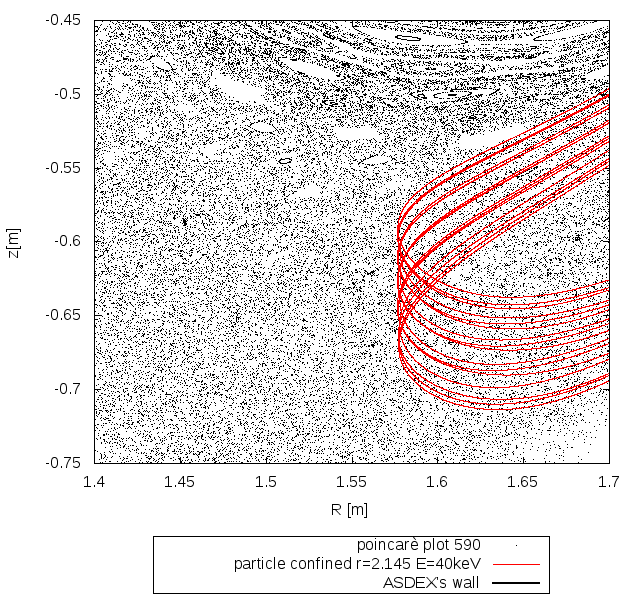 -0.45
-0.5
-0.55
-0.6
-0.65
-0.7
-0.75
z[m]
1.4 1.45 1.5 1.55 1.6 1.65 1.7
R [m]
poincarè plot 590
particle confined r=2.145 E=40keV
ASDEX's wall